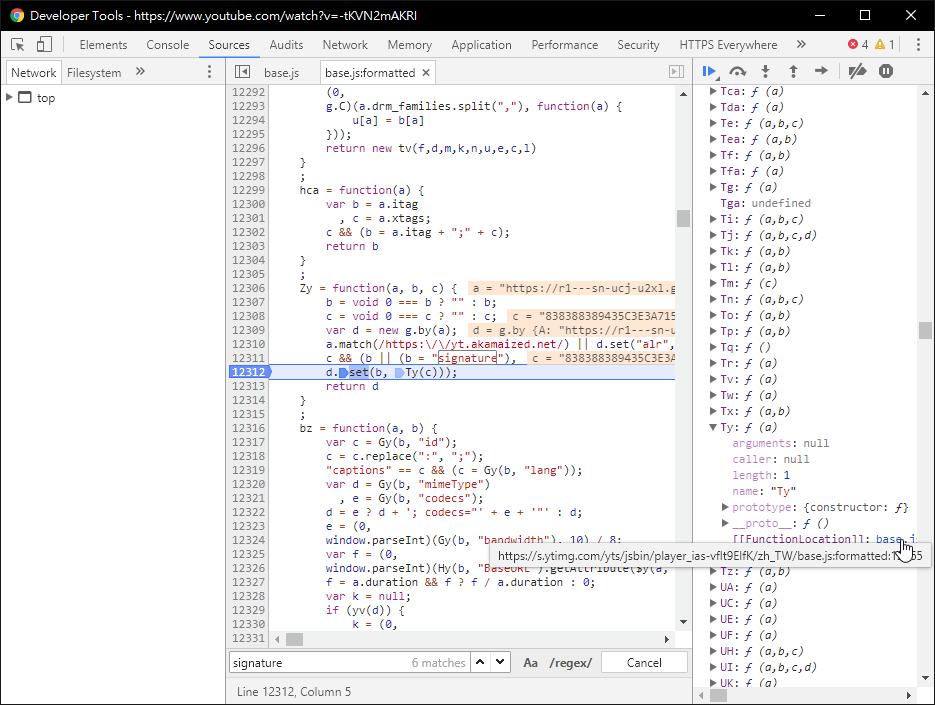 Developer Tools - https://www.youtube.com/watch?v=-tKVN2mAKRI
Elements Console Sources Audits Network Memory Application Performance Security HTTPS Everywhere » 4 1
Network Filesystem »
base.js base.js:formatted ×
top
12292 (0,
12293 g.C)(a.drm_families.split(","), function(a) {
12294 u[a] = b[a]
12295 }));
12296 return new tv(f,d,m,k,n,u,e,c,l)
12297 }
12298 ;
12299 hca = function(a) {
12300 var b = a.itag
12301 , c = a.xtags;
12302 c && (b = a.itag + ";" + c);
12303 return b
12304 }
12305 ;
12306 Zy = function(a, b, c) { a = "https://r1---sn-ucj-u2xl.g
12307 b = void 0 === b ? "" : b;
12308 c = void 0 === c ? "" : c; c = "838388389435C3E3A715
12309 var d = new g.by(a); d = g.by {A: "https://r1---sn-u
12310 a.match(/https:\/\/yt.akamaized.net/) || d.set("alr",
12311 c && (b || (b = "signature"), c = "838388389435C3E3A
12312 d.set(b, Ty(c)));
12313 return d
12314 }
12315 ;
12316 bz = function(a, b) {
12317 var c = Gy(b, "id");
12318 c = c.replace(":", ";");
12319 "captions" == c && (c = Gy(b, "lang"));
12320 var d = Gy(b, "mimeType")
12321 , e = Gy(b, "codecs");
12322 d = e ? d + '; codecs="' + e + '"' : d;
12323 e = (0,
12324 window.parseInt)(Gy(b, "bandwidth"), 10) / 8;
12325 var f = (0,
12326 window.parseInt)(Hy(b, "BaseURL").getAttribute($y(a,
12327 f = a.duration && f ? f / a.duration : 0;
12328 var k = null;
12329 if (yv(d)) {
12330 k = (0,
12331
signature 6 matches Aa /regex/ Cancel
Line 12312, Column 5
Tca: ƒ (a)
Tda: ƒ (a)
Te: ƒ (a,b,c)
Tea: ƒ (a,b)
Tf: ƒ (a,b)
Tfa: ƒ (a)
Tg: ƒ (a)
Tga: undefined
Ti: ƒ (a,b,c)
Tj: ƒ (a,b,c,d)
Tk: ƒ (a,b)
Tl: ƒ (a,b)
Tm: ƒ (c)
Tn: ƒ (a,b,c)
To: ƒ (a,b)
Tp: ƒ (a,b)
Tq: ƒ ()
Tr: ƒ (a)
Tv: ƒ (a)
Tw: ƒ (a)
Tx: ƒ (a,b)
Ty: ƒ (a)
arguments: null
caller: null
length: 1
name: "Ty"
prototype: {constructor: ƒ}
__proto__: ƒ ()
[[FunctionLocation]]: base.j
https://s.ytimg.com/yts/jsbin/player_ias-vflt9ElfK/zh_TW/base.js:formatted:
Tz: ƒ (a,b)
UA: ƒ (a)
UC: ƒ (a)
UE: ƒ (a)
UF: ƒ (a)
UH: ƒ (a,b,c)
UI: ƒ (a,b,c,d)
UK: ƒ (a)